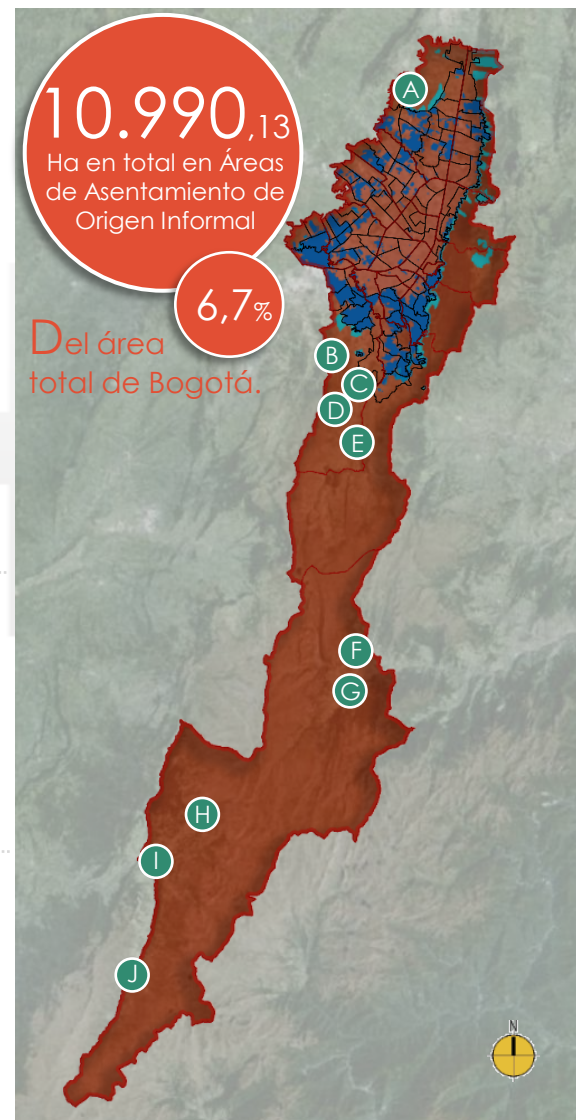 10.990,13
Ha en total en Áreas
de Asentamiento de
Origen Informal
6,7%
Del área
total de Bogotá.
A
B
C
D
E
F
G
H
I
J
N